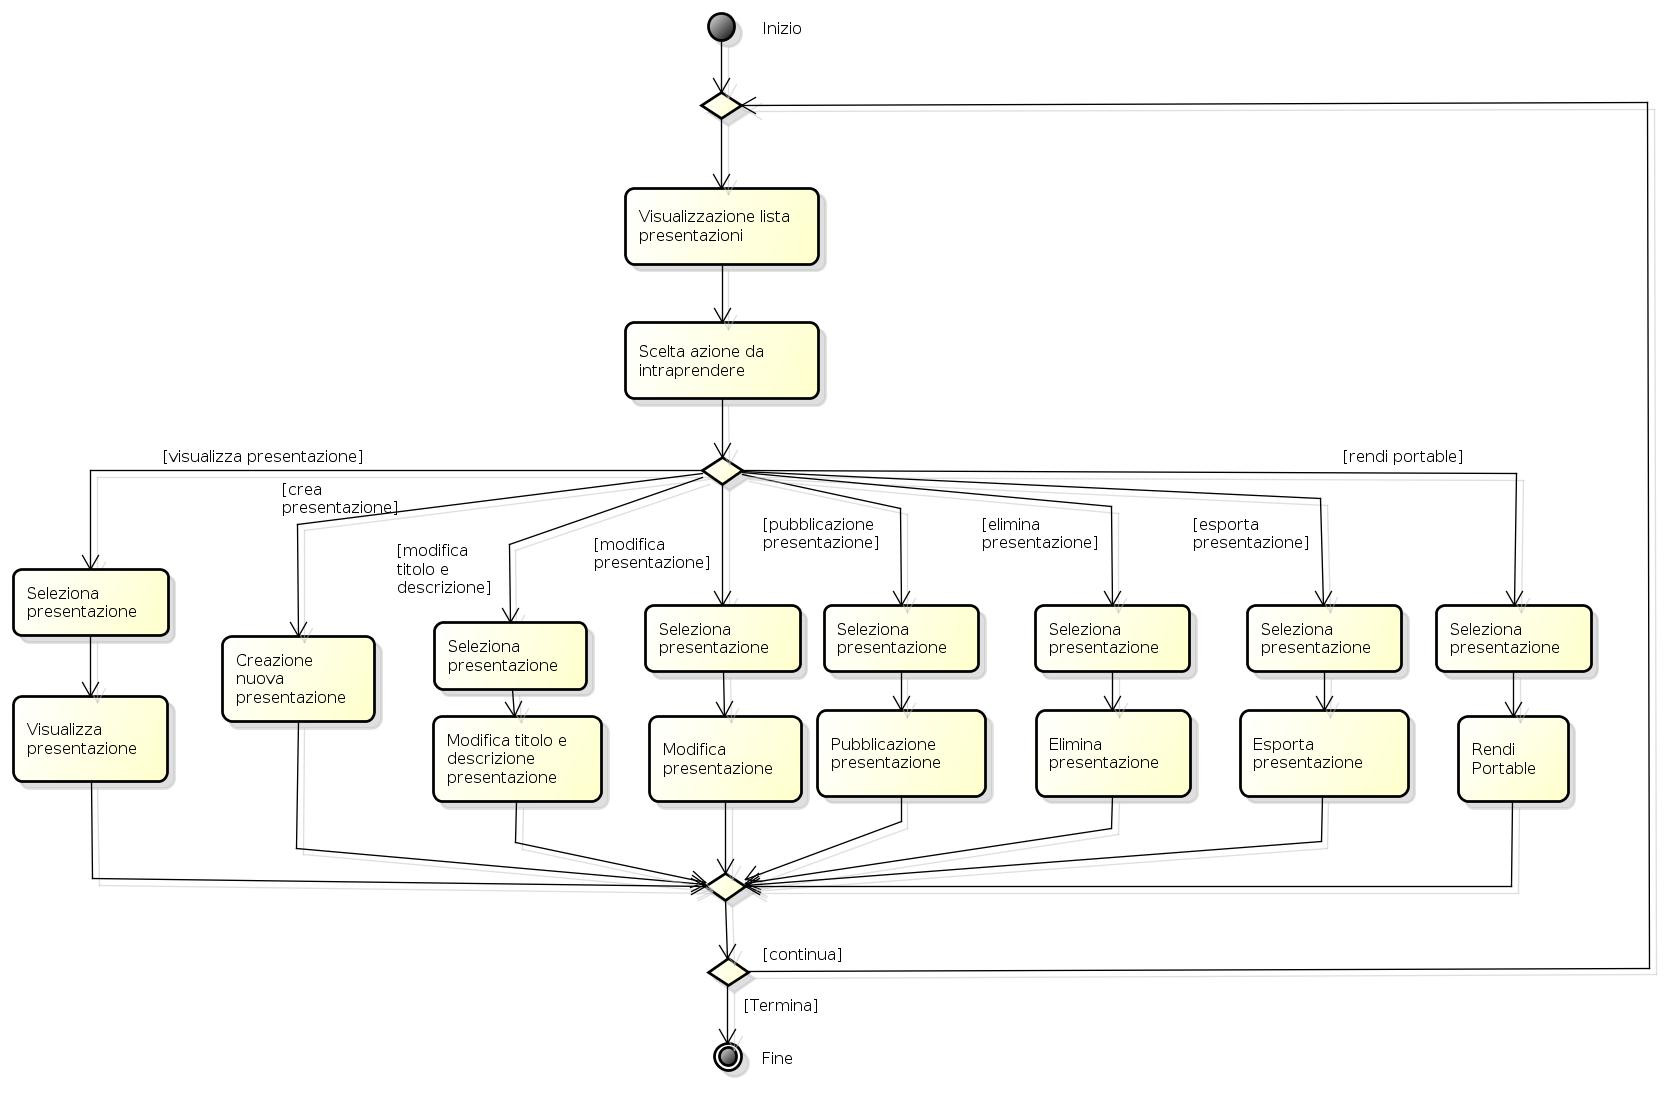 Inizio
Visualizzazione lista
presentazioni
Scelta azione da
intraprendere
[visualizza presentazione]
[crea
presentazione]
[modifica
titolo e
descrizione]
[modifica
presentazione]
[pubblicazione
presentazione]
[elimina
presentazione]
[esporta
presentazione]
[rendi portable]
Seleziona
presentazione
Creazione
nuova
presentazione
Seleziona
presentazione
Seleziona
presentazione
Seleziona
presentazione
Seleziona
presentazione
Seleziona
presentazione
Seleziona
presentazione
Visualizza
presentazione
Modifica titolo e
descrizione
presentazione
Modifica
presentazione
Pubblicazione
presentazione
Elimina
presentazione
Esporta
presentazione
Rendi
Portable
[continua]
[Termina]
Fine